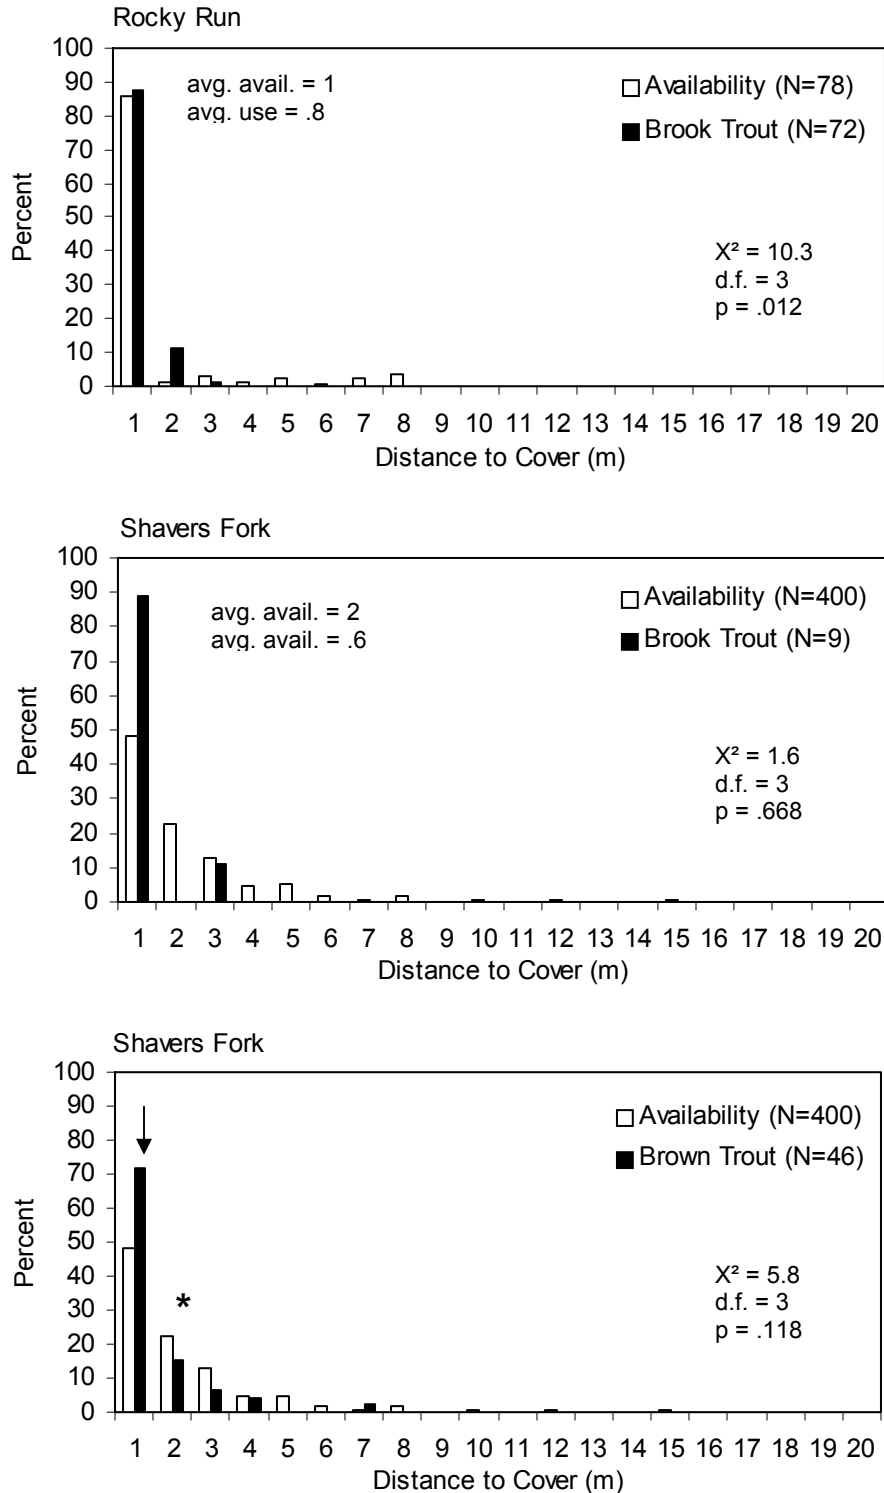 Rocky Run
100
90
80
70
60
50
40
30
20
10
0
Percent
avg. avail. = 1
avg. use = .8
Availability (N=78)
Brook Trout (N=72)
X² = 10.3
d.f. = 3
p = .012
1 2 3 4 5 6 7 8 9 10 11 12 13 14 15 16 17 18 19 20
Distance to Cover (m)
Shavers Fork
100
90
80
70
60
50
40
30
20
10
0
Percent
avg. avail. = 2
avg. avail. = .6
Availability (N=400)
Brook Trout (N=9)
X² = 1.6
d.f. = 3
p = .668
1 2 3 4 5 6 7 8 9 10 11 12 13 14 15 16 17 18 19 20
Distance to Cover (m)
Shavers Fork
100
90
80
70
60
50
40
30
20
10
0
Percent
*
Availability (N=400)
Brown Trout (N=46)
X² = 5.8
d.f. = 3
p = .118
1 2 3 4 5 6 7 8 9 10 11 12 13 14 15 16 17 18 19 20
Distance to Cover (m)